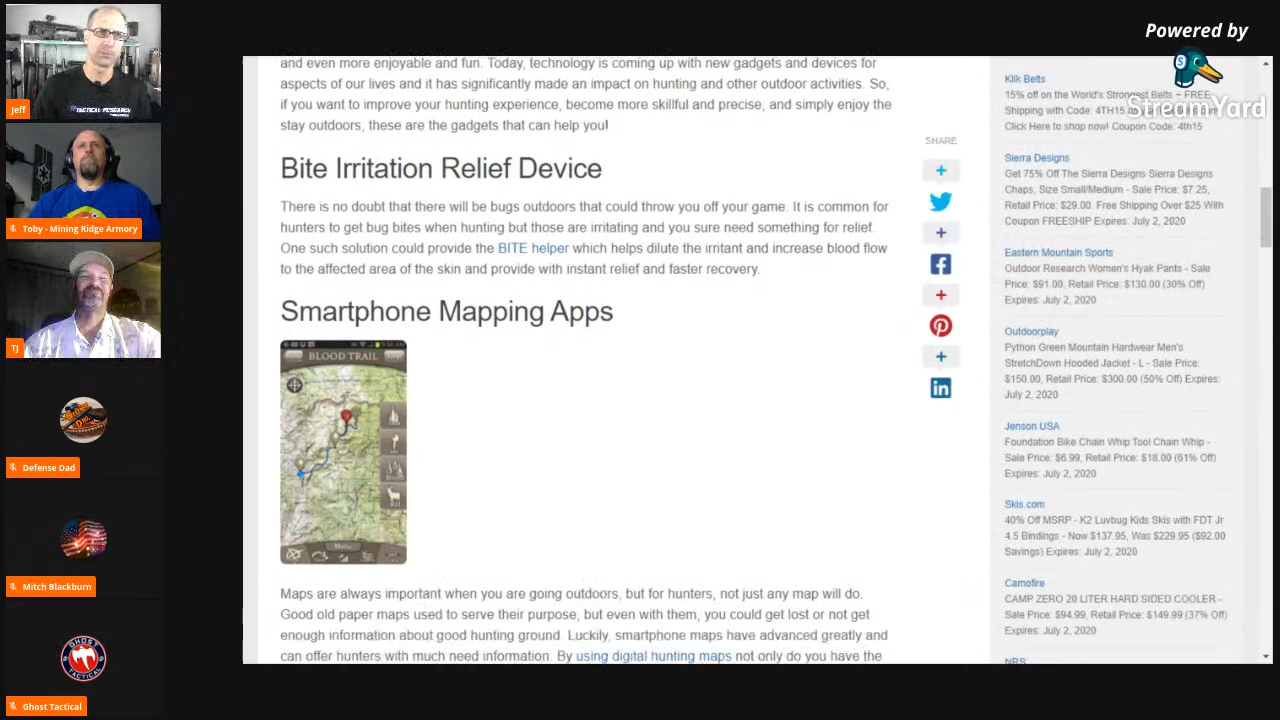 Powered by
StreamYard
Jeff
TACTICAL RESEARCH
Toby - Mining Ridge Armory
Tj
Defense Dad
Mitch Blackburn
GHOST
TACTICAL
Ghost Tactical
and even more enjoyable and fun. Today, technology is coming up with new gadgets and devices for
aspects of our lives and it has significantly made an impact on hunting and other outdoor activities. So,
if you want to improve your hunting experience, become more skillful and precise, and simply enjoy the
stay outdoors, these are the gadgets that can help you!
Bite Irritation Relief Device
There is no doubt that there will be bugs outdoors that could throw you off your game. It is common for
hunters to get bug bites when hunting but those are irritating and you sure need something for relief.
One such solution could provide the BITE helper which helps dilute the irritant and increase blood flow
to the affected area of the skin and provide with instant relief and faster recovery.
Smartphone Mapping Apps
BLOOD TRAIL
Menu
Maps are always important when you are going outdoors, but for hunters, not just any map will do.
Good old paper maps used to serve their purpose, but even with them, you could get lost or not get
enough information about good hunting ground. Luckily, smartphone maps have advanced greatly and
can offer hunters with much need information. By using digital hunting maps not only do you have the
SHARE
Klik Belts
15% off on the World's Strongest Belts + FREE
Shipping with Code: 4TH15
Click Here to shop now! Coupon Code: 4th15
Sierra Designs
Get 75% Off The Sierra Designs Sierra Designs
Chaps, Size Small/Medium - Sale Price: $7.25,
Retail Price: $29.00. Free Shipping Over $25 With
Coupon FREESHIP Expires: July 2, 2020
Eastern Mountain Sports
Outdoor Research Women's Hyak Pants - Sale
Price: $91.00, Retail Price: $130.00 (30% Off)
Expires: July 2, 2020
Outdoorplay
Python Green Mountain Hardwear Men's
StretchDown Hooded Jacket - L - Sale Price:
$150.00, Retail Price: $300.00 (50% Off) Expires:
July 2, 2020
Jenson USA
Foundation Bike Chain Whip Tool Chain Whip -
Sale Price: $6.99, Retail Price: $18.00 (61% Off)
Expires: July 2, 2020
Skis.com
40% Off MSRP - K2 Luvbug Kids Skis with FDT Jr
4.5 Bindings - Now $137.95, Was $229.95 ($92.00
Savings) Expires: July 2, 2020
Camofire
CAMP ZERO 20 LITER HARD SIDED COOLER -
Sale Price: $94.99, Retail Price: $149.99 (37% Off)
Expires: July 2, 2020
NRS